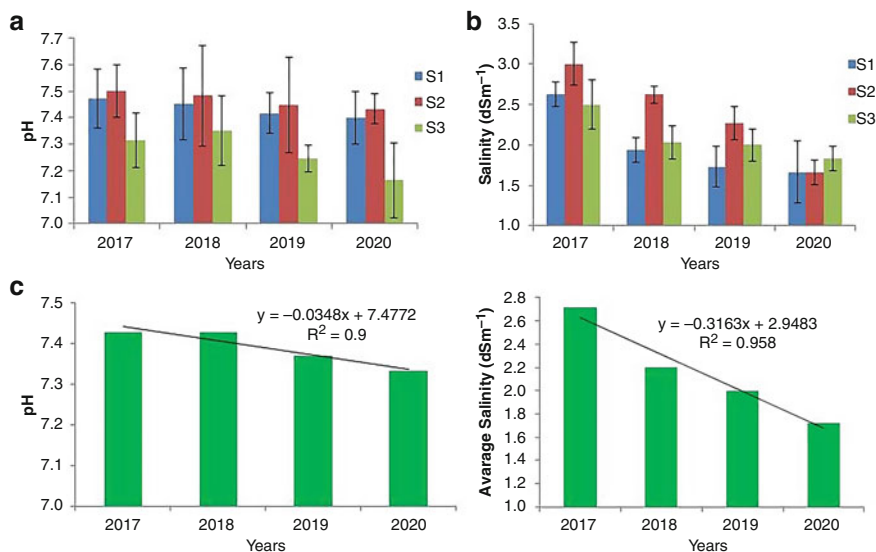 a
7.7
7.6
7.5
7.4
7.3
7.2
7.1
7.0
pH
2017 2018 2019 2020
Years
S1
S2
S3
b
3.5
3.0
2.5
2.0
1.5
1.0
Salinity (dSm⁻¹)
2017 2018 2019 2020
Years
S1
S2
S3
c
7.5
7.4
7.3
7.2
7.1
7.0
pH
y = –0.0348x + 7.4772
R² = 0.9
2017 2018 2019 2020
Years
2.8
2.6
2.4
2.2
2.0
1.8
1.6
1.4
1.2
1.0
Avarage Salinity (dSm⁻¹)
y = –0.3163x + 2.9483
R² = 0.958
2017 2018 2019 2020
Years